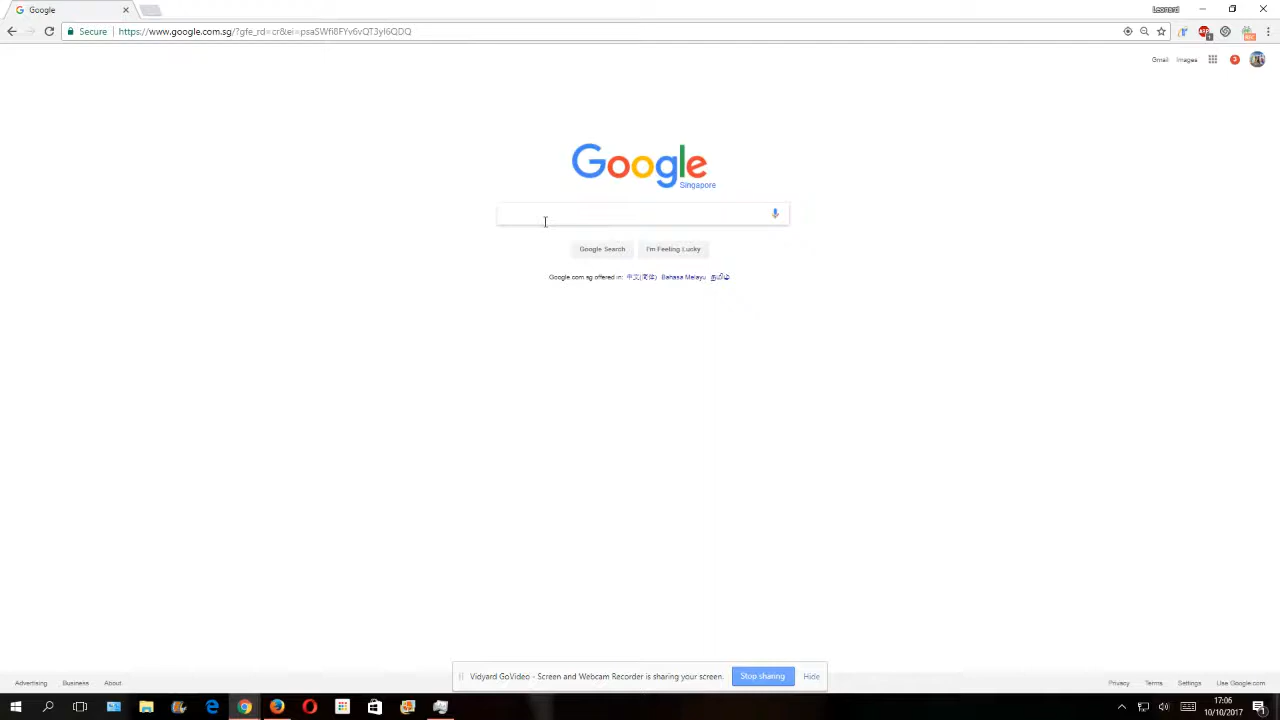 Google
Leonard
Secure
https://www.google.com.sg/?gfe_rd=cr&ei=psaSWfi8FYv6vQT3yI6QDQ
Gmail Images 3
Google
Singapore
Google Search I'm Feeling Lucky
Google.com.sg offered in: 中文(简体) Bahasa Melayu தமிழ்
Vidyard GoVideo - Screen and Webcam Recorder is sharing your screen. Stop sharing Hide
Advertising Business About Privacy Terms Settings Use Google.com
17:06
10/10/2017